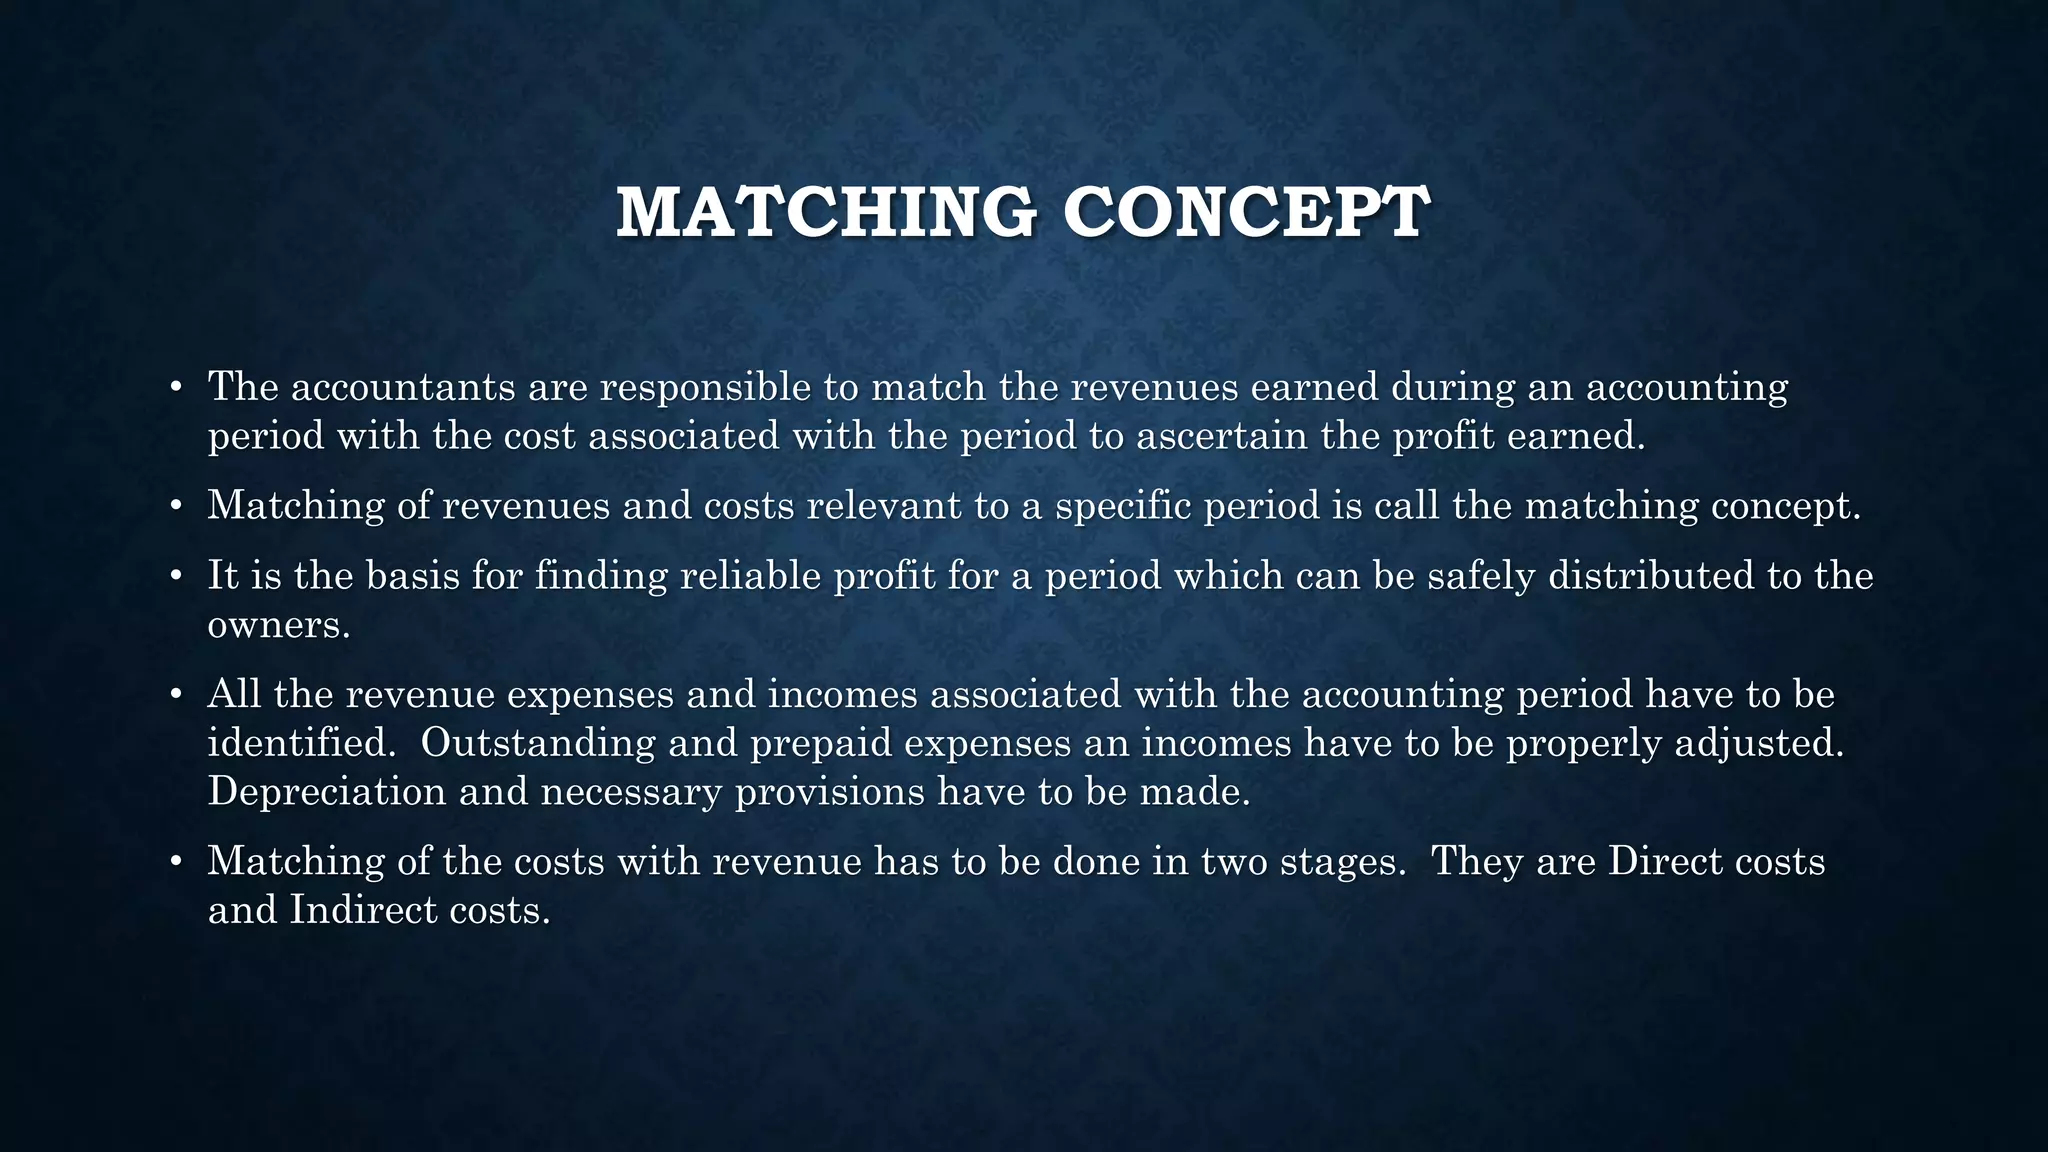 MATCHING CONCEPT
• The accountants are responsible to match the revenues earned during an accounting
period with the cost associated with the period to ascertain the profit earned.
• Matching of revenues and costs relevant to a specific period is call the matching concept.
• It is the basis for finding reliable profit for a period which can be safely distributed to the
owners.
• All the revenue expenses and incomes associated with the accounting period have to be
identified.  Outstanding and prepaid expenses an incomes have to be properly adjusted.
Depreciation and necessary provisions have to be made.
• Matching of the costs with revenue has to be done in two stages.  They are Direct costs
and Indirect costs.